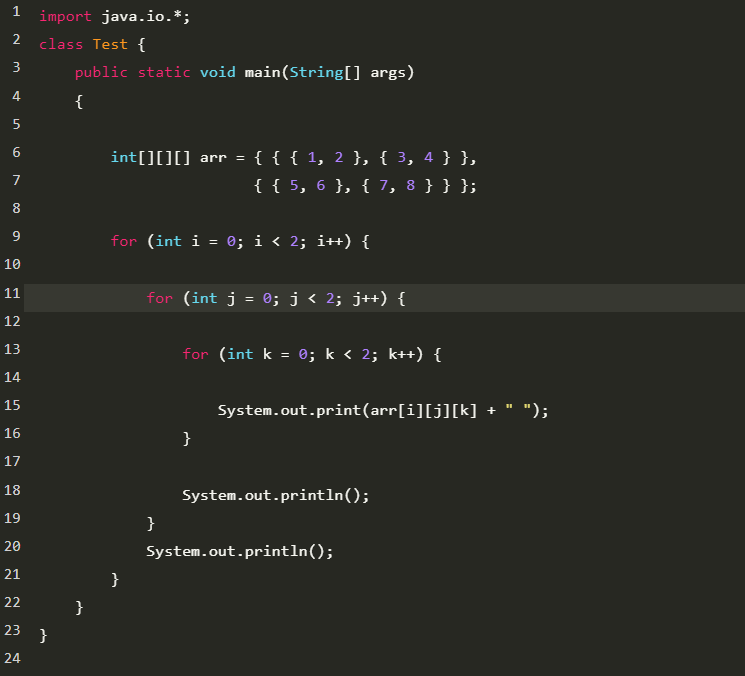 1 import java.io.*;
2 class Test {
3     public static void main(String[] args)
4     {
5
6         int[][][] arr = { { { 1, 2 }, { 3, 4 } },
7                         { { 5, 6 }, { 7, 8 } } };
8
9         for (int i = 0; i < 2; i++) {
10
11             for (int j = 0; j < 2; j++) {
12
13                 for (int k = 0; k < 2; k++) {
14
15                     System.out.print(arr[i][j][k] + " ");
16                 }
17
18                 System.out.println();
19             }
20             System.out.println();
21         }
22     }
23 }
24